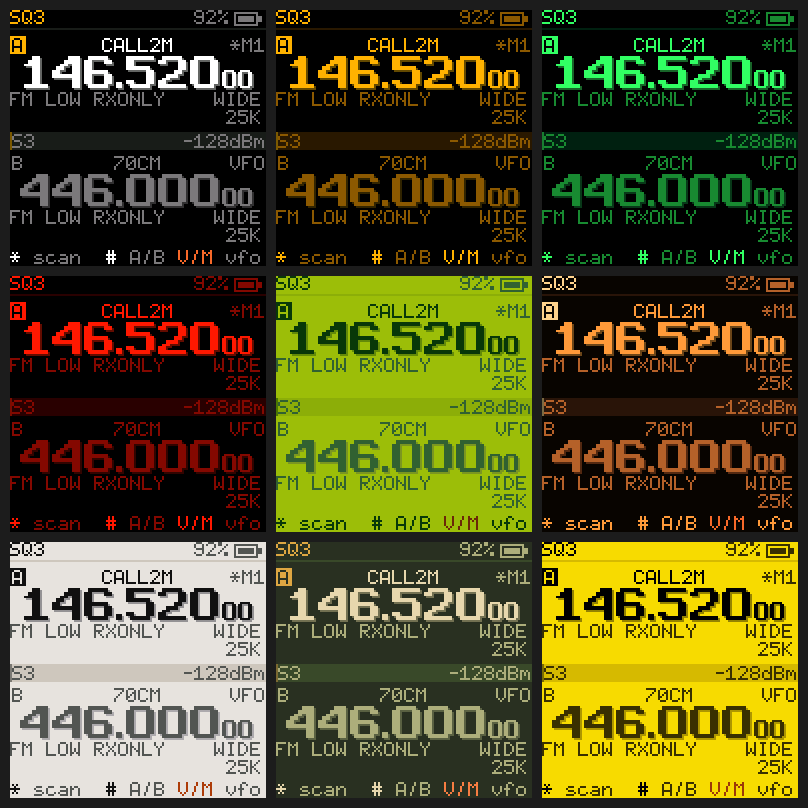 SQ3 92%
A CALL2M *M1
146.52000
FM LOW RXONLY WIDE
25K
S3 -128dBm
B 70CM VFO
446.00000
FM LOW RXONLY WIDE
25K
* scan # A/B V/M vfo
SQ3 92%
A CALL2M *M1
146.52000
FM LOW RXONLY WIDE
25K
S3 -128dBm
B 70CM VFO
446.00000
FM LOW RXONLY WIDE
25K
* scan # A/B V/M vfo
SQ3 92%
A CALL2M *M1
146.52000
FM LOW RXONLY WIDE
25K
S3 -128dBm
B 70CM VFO
446.00000
FM LOW RXONLY WIDE
25K
* scan # A/B V/M vfo
SQ3 92%
A CALL2M *M1
146.52000
FM LOW RXONLY WIDE
25K
S3 -128dBm
B 70CM VFO
446.00000
FM LOW RXONLY WIDE
25K
* scan # A/B V/M vfo
SQ3 92%
A CALL2M *M1
146.52000
FM LOW RXONLY WIDE
25K
S3 -128dBm
B 70CM VFO
446.00000
FM LOW RXONLY WIDE
25K
* scan # A/B V/M vfo
SQ3 92%
A CALL2M *M1
146.52000
FM LOW RXONLY WIDE
25K
S3 -128dBm
B 70CM VFO
446.00000
FM LOW RXONLY WIDE
25K
* scan # A/B V/M vfo
SQ3 92%
A CALL2M *M1
146.52000
FM LOW RXONLY WIDE
25K
S3 -128dBm
B 70CM VFO
446.00000
FM LOW RXONLY WIDE
25K
* scan # A/B V/M vfo
SQ3 92%
A CALL2M *M1
146.52000
FM LOW RXONLY WIDE
25K
S3 -128dBm
B 70CM VFO
446.00000
FM LOW RXONLY WIDE
25K
* scan # A/B V/M vfo
SQ3 92%
A CALL2M *M1
146.52000
FM LOW RXONLY WIDE
25K
S3 -128dBm
B 70CM VFO
446.00000
FM LOW RXONLY WIDE
25K
* scan # A/B V/M vfo